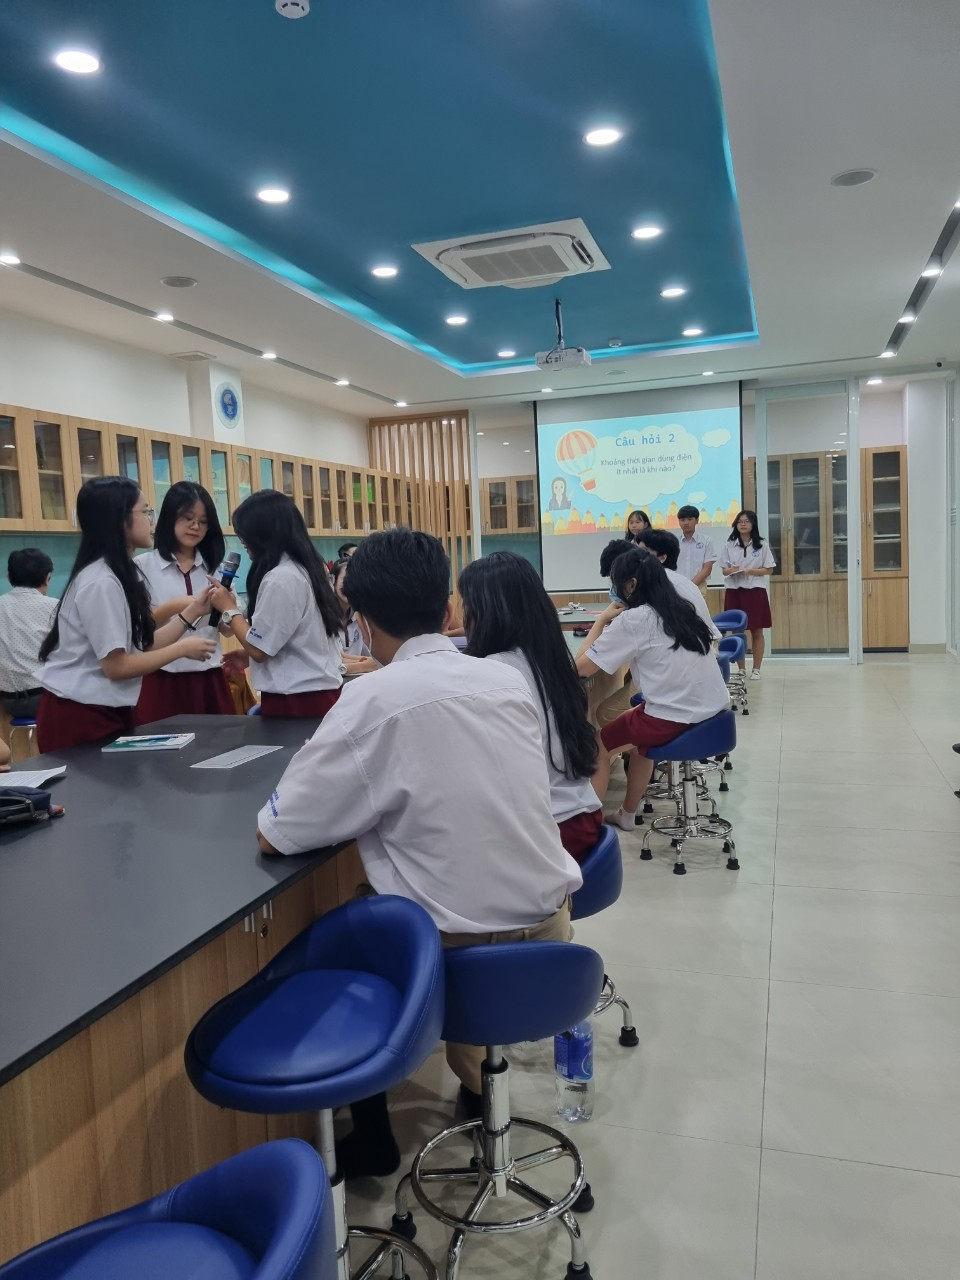 Câu hỏi 2
Khoảng thời gian dùng điện
ít nhất là khi nào?